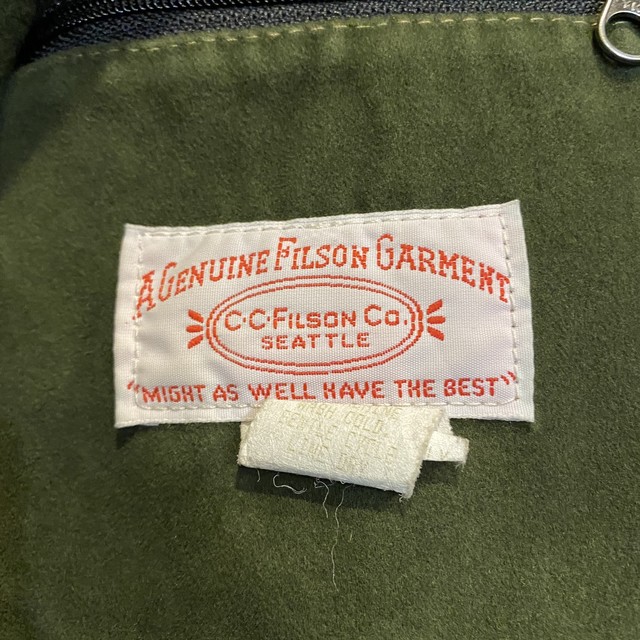 A GENUINE FILSON GARMENT
C·C·FILSON CO.
SEATTLE
"MIGHT AS WELL HAVE THE BEST"